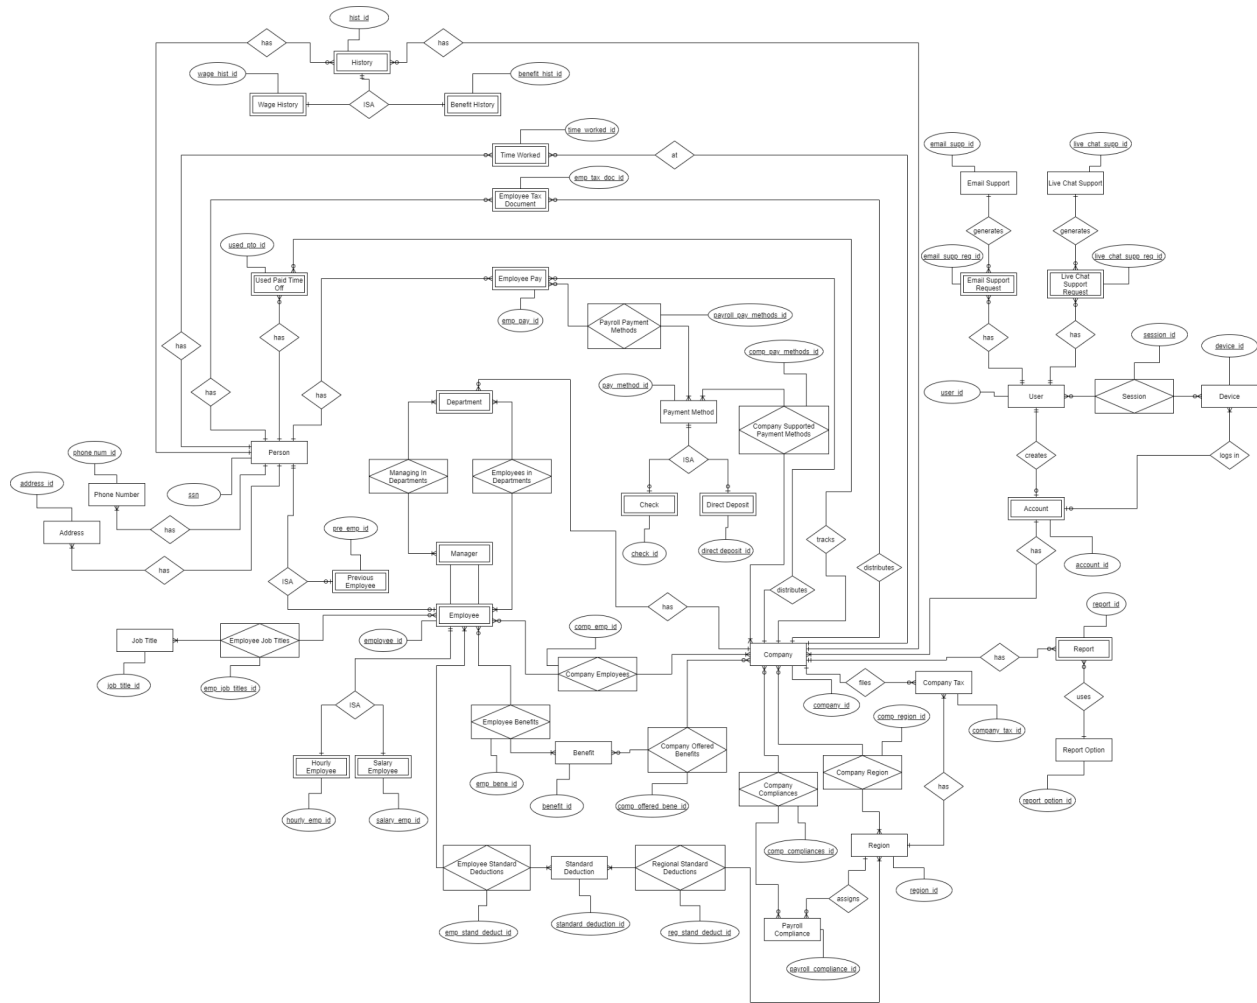 hist_id
has
has
History
wage_hist_id
benefit_hist_id
Wage History
ISA
Benefit History
time_worked_id
Time Worked
at
email_supp_id
live_chat_supp_id
emp_tax_doc_id
Email Support
Live Chat Support
Employee Tax
Document
used_pto_id
generates
generates
email_supp_req_id
live_chat_supp_req_id
Used Paid Time
Off
Employee Pay
Email Support
Request
Live Chat
Support
Request
emp_pay_id
Payroll Payment
Methods
payroll_pay_methods_id
has
has
has
has
has
session_id
device_id
comp_pay_methods_id
pay_method_id
user_id
User
Session
Device
has
Department
Payment Method
Company Supported
Payment Methods
Person
phone num_id
creates
logs in
ISA
Managing In
Departments
Employees in
Departments
address_id
Phone Number
ssn
Check
Direct Deposit
Account
Address
has
pre_emp_id
check_id
direct deposit_id
tracks
has
account_id
Manager
has
ISA
Previous
Employee
distributes
distributes
report_id
Job Title
Employee Job Titles
employee_id
Employee
has
comp_emp_id
Company
has
Report
job_title_id
emp_job_titles_id
Company Employees
files
Company Tax
company_id
uses
ISA
Employee Benefits
comp_region_id
company_tax_id
Hourly
Employee
Salary
Employee
Benefit
Company Offered
Benefits
Report Option
Company
Compliances
Company Region
has
emp_bene_id
benefit_id
comp_offered_bene_id
report_option_id
hourly_emp_id
salary_emp_id
comp_compliances_id
Region
Employee Standard
Deductions
Standard
Deduction
Regional Standard
Deductions
region_id
assigns
emp_stand_deduct_id
standard_deduction_id
reg_stand_deduct_id
Payroll
Compliance
payroll_compliance_id